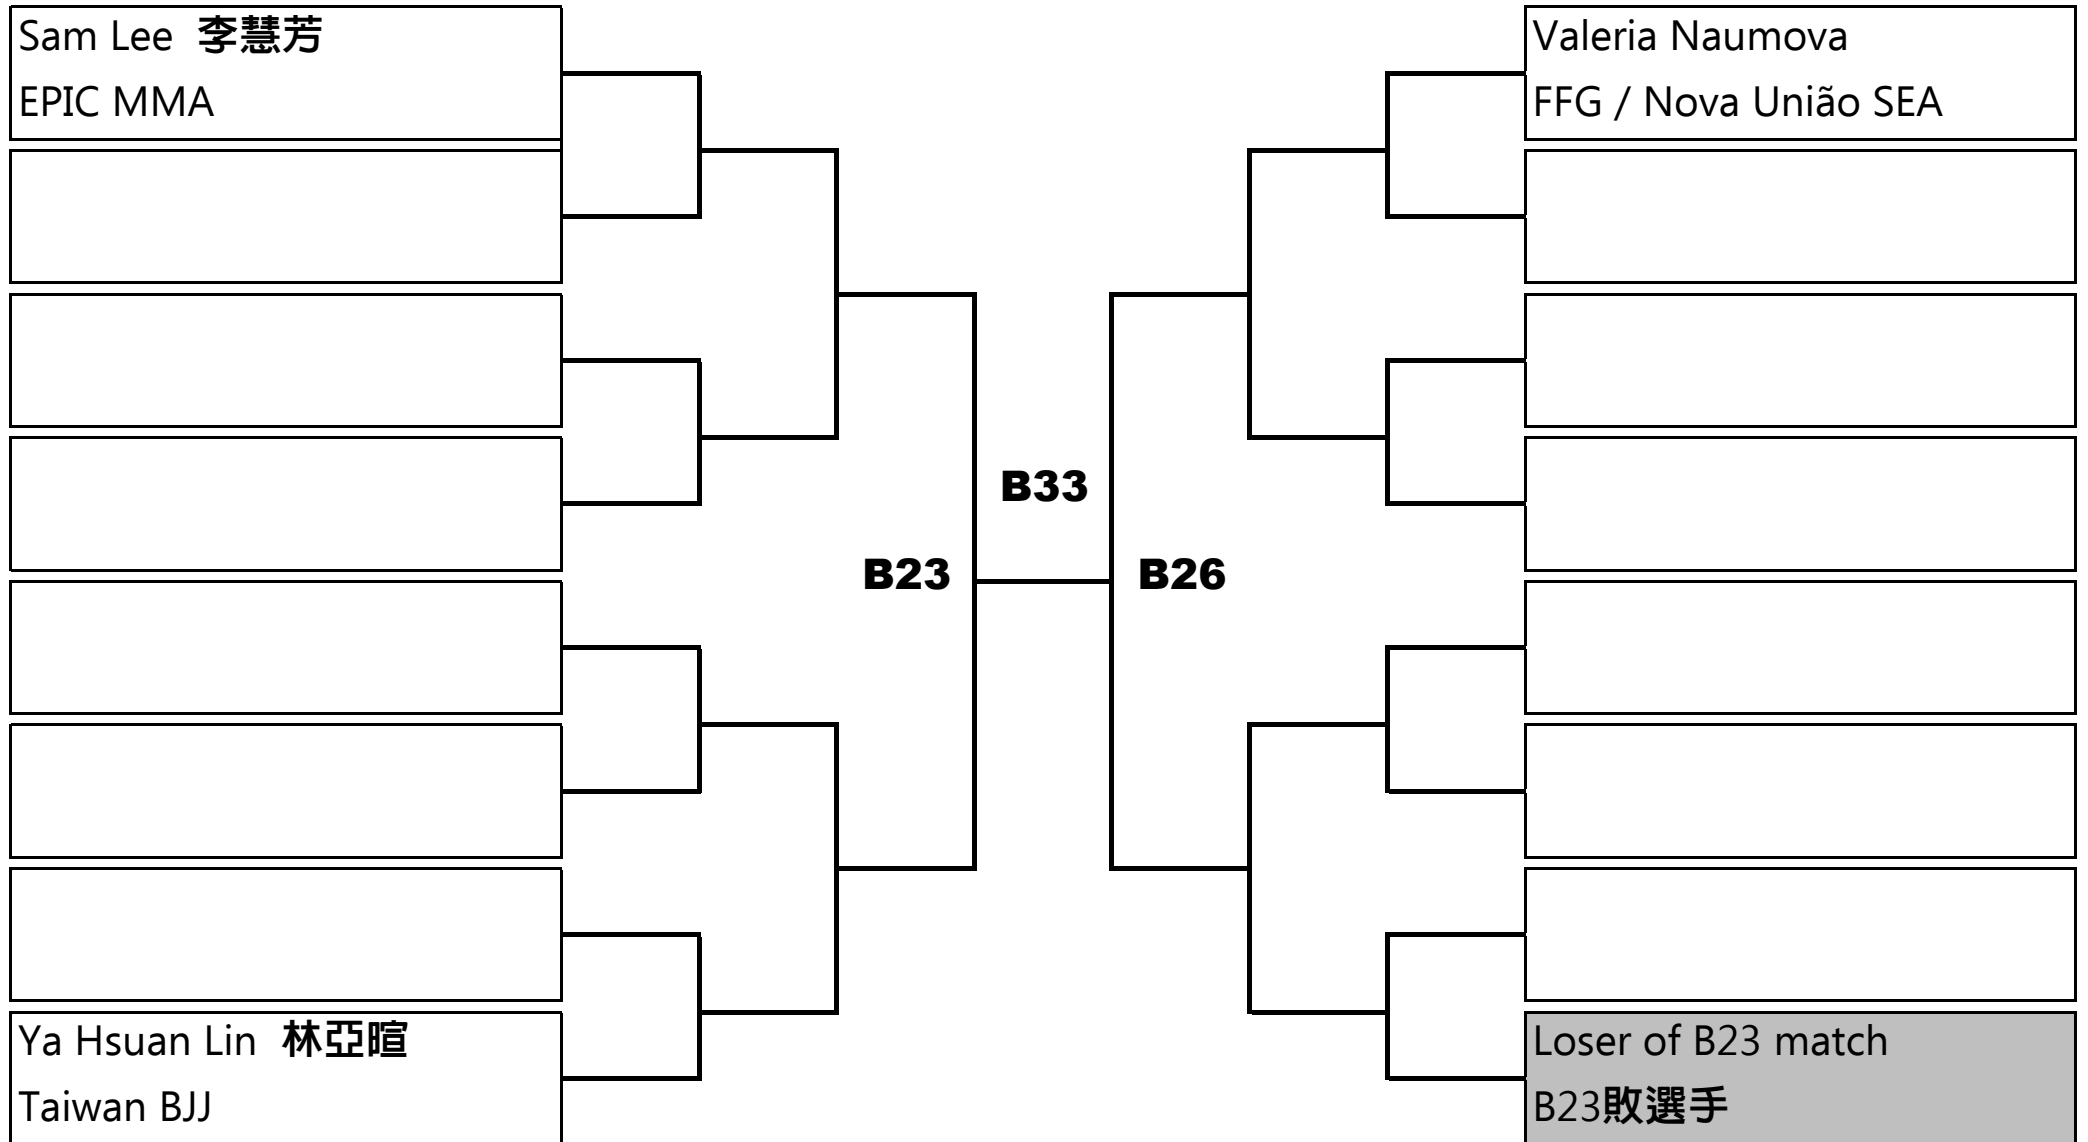 Sam Lee 李慧芳
EPIC MMA
Valeria Naumova
FFG / Nova União SEA
B33
B23
B26
Ya Hsuan Lin 林亞暄
Taiwan BJJ
Loser of B23 match
B23敗選手